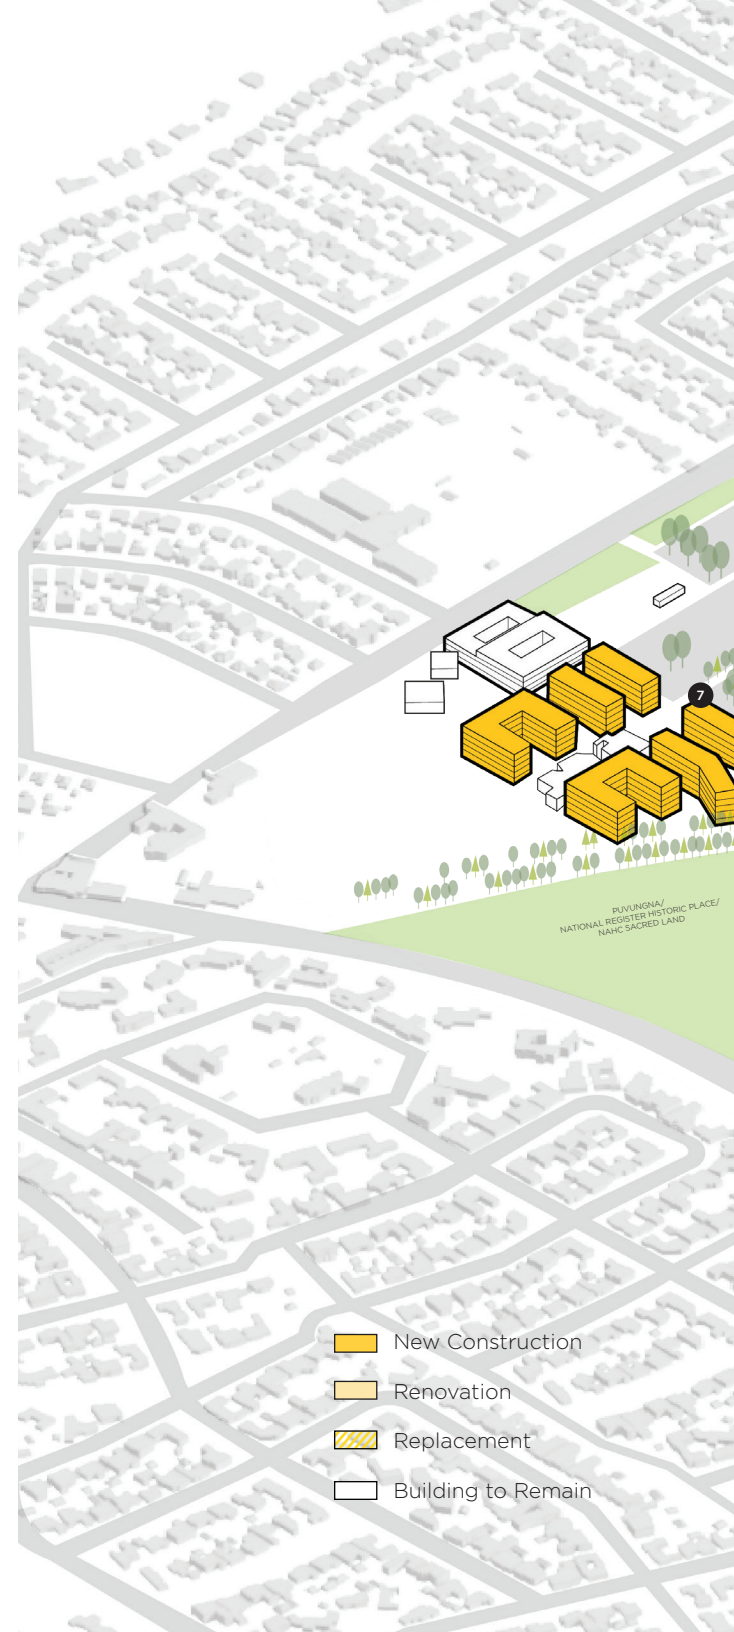 7
PUVUNGNA/
NATIONAL REGISTER HISTORIC PLACE/
NAHC SACRED LAND
New Construction
Renovation
Replacement
Building to Remain